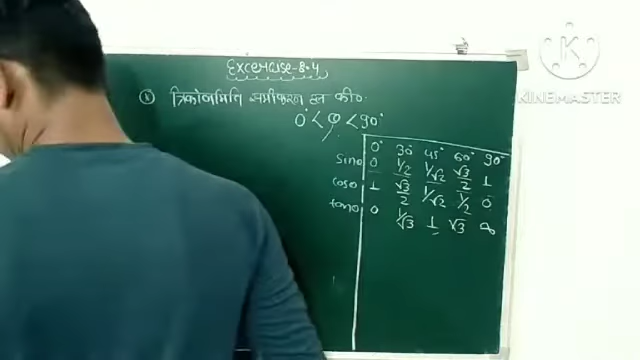 Excercise-8.4
K
KINEMASTER
(k) त्रिकोणमिति समीकरण हल की०
0° < φ < 90°
0° 30° 45° 60° 90°
sinθ 0 1/2 1/√2 √3/2 1
cosθ 1 √3/2 1/√2 1/2 0
tanθ 0 1/√3 1 √3 ∞